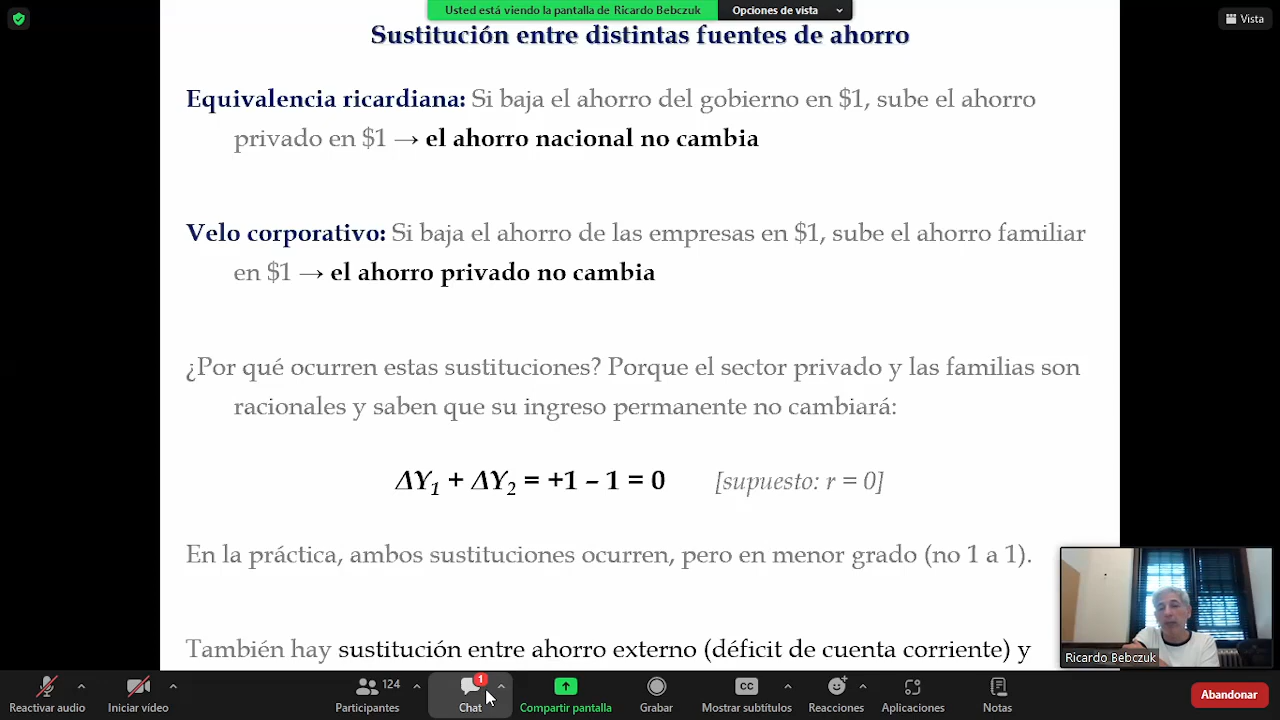 Usted está viendo la pantalla de Ricardo Bebczuk Opciones de vista
Vista
Sustitución entre distintas fuentes de ahorro
Equivalencia ricardiana: Si baja el ahorro del gobierno en $1, sube el ahorro
privado en $1 → el ahorro nacional no cambia
Velo corporativo: Si baja el ahorro de las empresas en $1, sube el ahorro familiar
en $1 → el ahorro privado no cambia
¿Por qué ocurren estas sustituciones? Porque el sector privado y las familias son
racionales y saben que su ingreso permanente no cambiará:
ΔY1 + ΔY2 = +1 – 1 = 0 [supuesto: r = 0]
En la práctica, ambos sustituciones ocurren, pero en menor grado (no 1 a 1).
También hay sustitución entre ahorro externo (déficit de cuenta corriente) y
Ricardo Bebczuk
124 1 CC
Reactivar audio Iniciar vídeo Participantes Chat Compartir pantalla Grabar Mostrar subtítulos Reacciones Aplicaciones Notas Abandonar